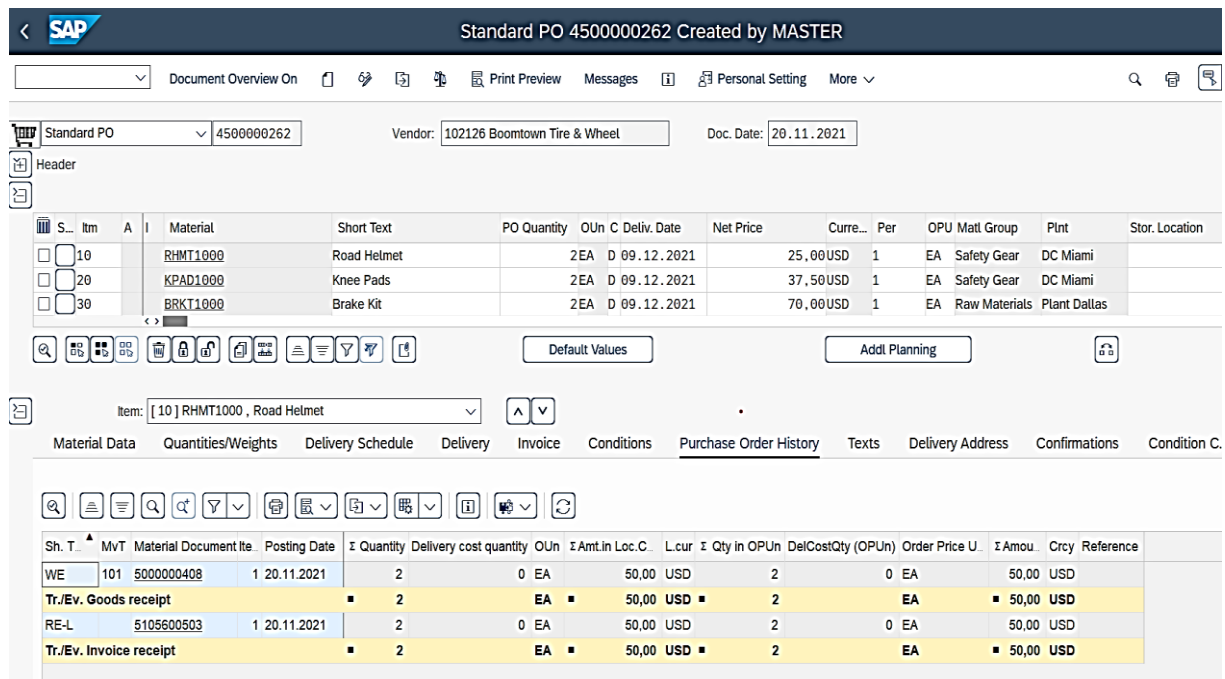 SAP Standard PO 4500000262 Created by MASTER
Document Overview On Print Preview Messages Personal Setting More
Standard PO 4500000262 Vendor: 102126 Boomtown Tire & Wheel Doc. Date: 20.11.2021
Header
S... Itm A I Material Short Text PO Quantity OUn C Deliv. Date Net Price Curre... Per OPU Matl Group Plnt Stor. Location
10 RHMT1000 Road Helmet 2 EA D 09.12.2021 25,00 USD 1 EA Safety Gear DC Miami
20 KPAD1000 Knee Pads 2 EA D 09.12.2021 37,50 USD 1 EA Safety Gear DC Miami
30 BRKT1000 Brake Kit 2 EA D 09.12.2021 70,00 USD 1 EA Raw Materials Plant Dallas
Default Values Addl Planning
Item: [ 10 ] RHMT1000 , Road Helmet
Material Data Quantities/Weights Delivery Schedule Delivery Invoice Conditions Purchase Order History Texts Delivery Address Confirmations Condition C.
Sh. T... MvT Material Document Ite... Posting Date Σ Quantity Delivery cost quantity OUn Σ Amt.in Loc.C... L.cur Σ Qty in OPUn DelCostQty (OPUn) Order Price U... Σ Amou... Crcy Reference
WE 101 5000000408 1 20.11.2021 2 0 EA 50,00 USD 2 0 EA 50,00 USD
Tr./Ev. Goods receipt ▪ 2 EA ▪ 50,00 USD ▪ 2 EA ▪ 50,00 USD
RE-L 5105600503 1 20.11.2021 2 0 EA 50,00 USD 2 0 EA 50,00 USD
Tr./Ev. Invoice receipt ▪ 2 EA ▪ 50,00 USD ▪ 2 EA ▪ 50,00 USD